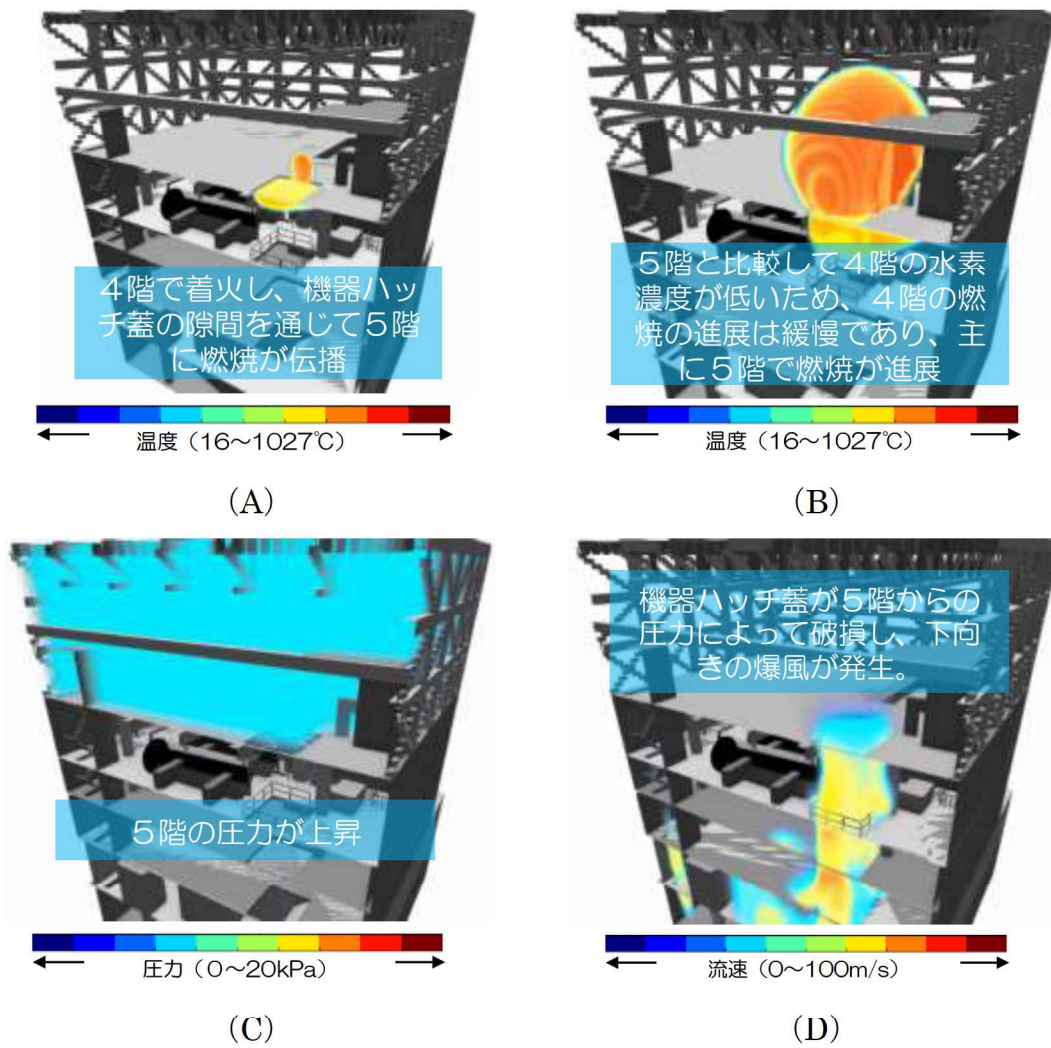 4階で着火し、機器ハッ
チ蓋の隙間を通じて5階
に燃焼が伝播
温度（16～1027℃）
(A)
5階と比較して4階の水素
濃度が低いため、4階の燃
焼の進展は緩慢であり、主
に5階で燃焼が進展
温度（16～1027℃）
(B)
5階の圧力が上昇
圧力（0～20kPa）
(C)
機器ハッチ蓋が5階からの
圧力によって破損し、下向
きの爆風が発生。
流速（0～100m/s）
(D)